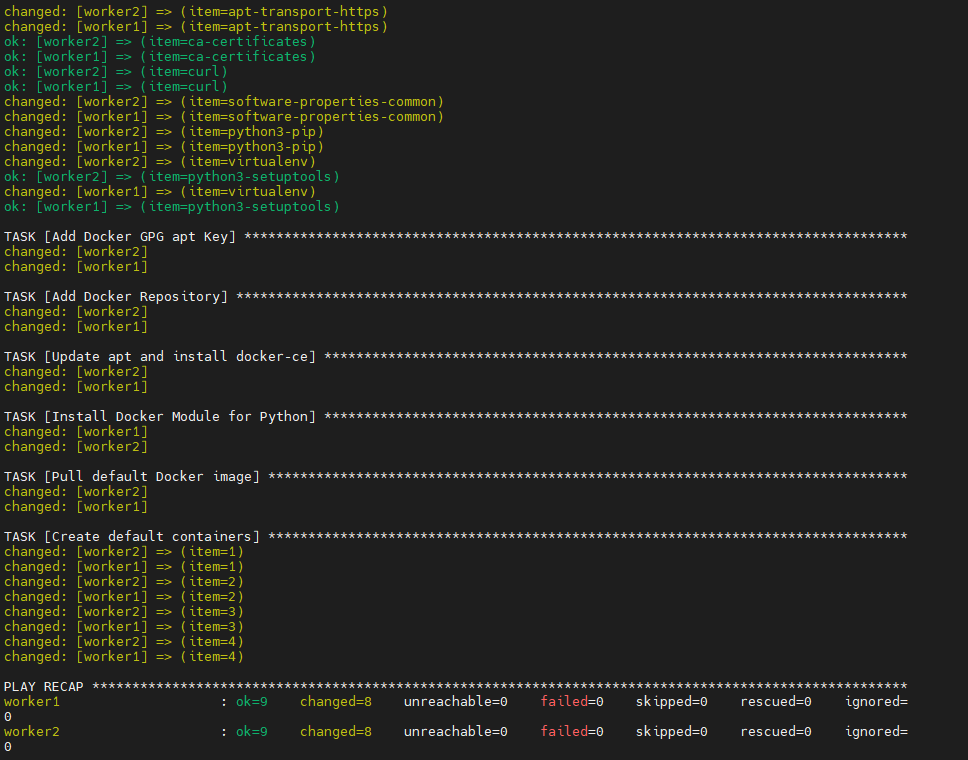 changed: [worker2] => (item=apt-transport-https)
changed: [worker1] => (item=apt-transport-https)
ok: [worker2] => (item=ca-certificates)
ok: [worker1] => (item=ca-certificates)
ok: [worker2] => (item=curl)
ok: [worker1] => (item=curl)
changed: [worker2] => (item=software-properties-common)
changed: [worker1] => (item=software-properties-common)
changed: [worker2] => (item=python3-pip)
changed: [worker1] => (item=python3-pip)
changed: [worker2] => (item=virtualenv)
ok: [worker2] => (item=python3-setuptools)
changed: [worker1] => (item=virtualenv)
ok: [worker1] => (item=python3-setuptools)
TASK [Add Docker GPG apt Key] ***********************************************************************************
changed: [worker2]
changed: [worker1]
TASK [Add Docker Repository] ************************************************************************************
changed: [worker2]
changed: [worker1]
TASK [Update apt and install docker-ce] *************************************************************************
changed: [worker2]
changed: [worker1]
TASK [Install Docker Module for Python] *************************************************************************
changed: [worker1]
changed: [worker2]
TASK [Pull default Docker image] ********************************************************************************
changed: [worker2]
changed: [worker1]
TASK [Create default containers] ********************************************************************************
changed: [worker2] => (item=1)
changed: [worker1] => (item=1)
changed: [worker2] => (item=2)
changed: [worker1] => (item=2)
changed: [worker2] => (item=3)
changed: [worker1] => (item=3)
changed: [worker2] => (item=4)
changed: [worker1] => (item=4)
PLAY RECAP ******************************************************************************************************
worker1                    : ok=9    changed=8    unreachable=0    failed=0    skipped=0    rescued=0    ignored=
0
worker2                    : ok=9    changed=8    unreachable=0    failed=0    skipped=0    rescued=0    ignored=
0